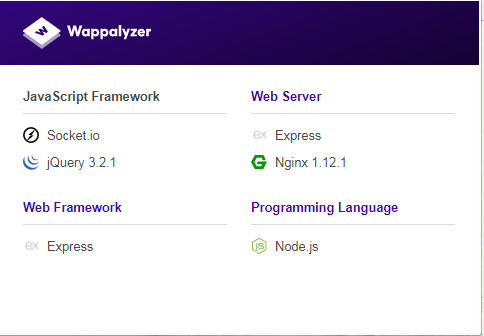 Wappalyzer
JavaScript Framework
Socket.io
jQuery 3.2.1
Web Server
ex Express
Nginx 1.12.1
Web Framework
ex Express
Programming Language
Node.js